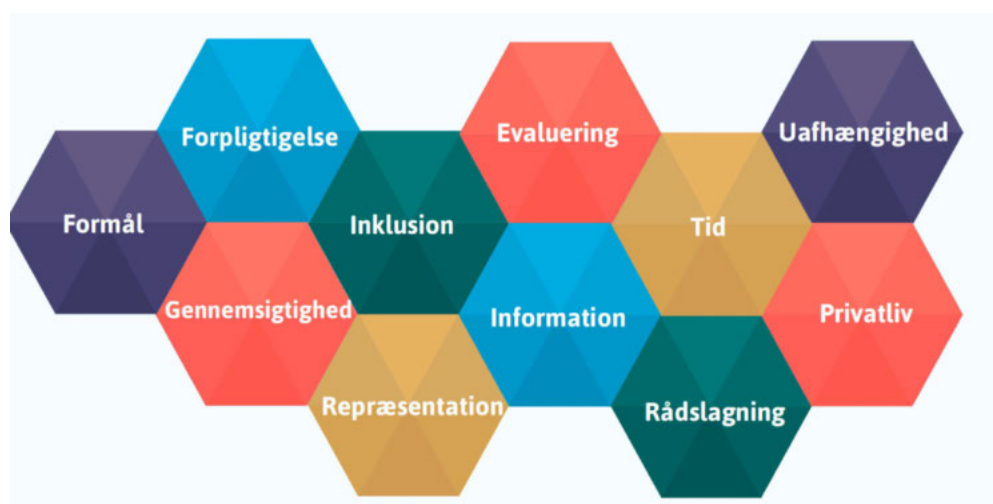 Formål
Forpligtigelse
Gennemsigtighed
Inklusion
Repræsentation
Evaluering
Information
Tid
Rådslagning
Uafhængighed
Privatliv